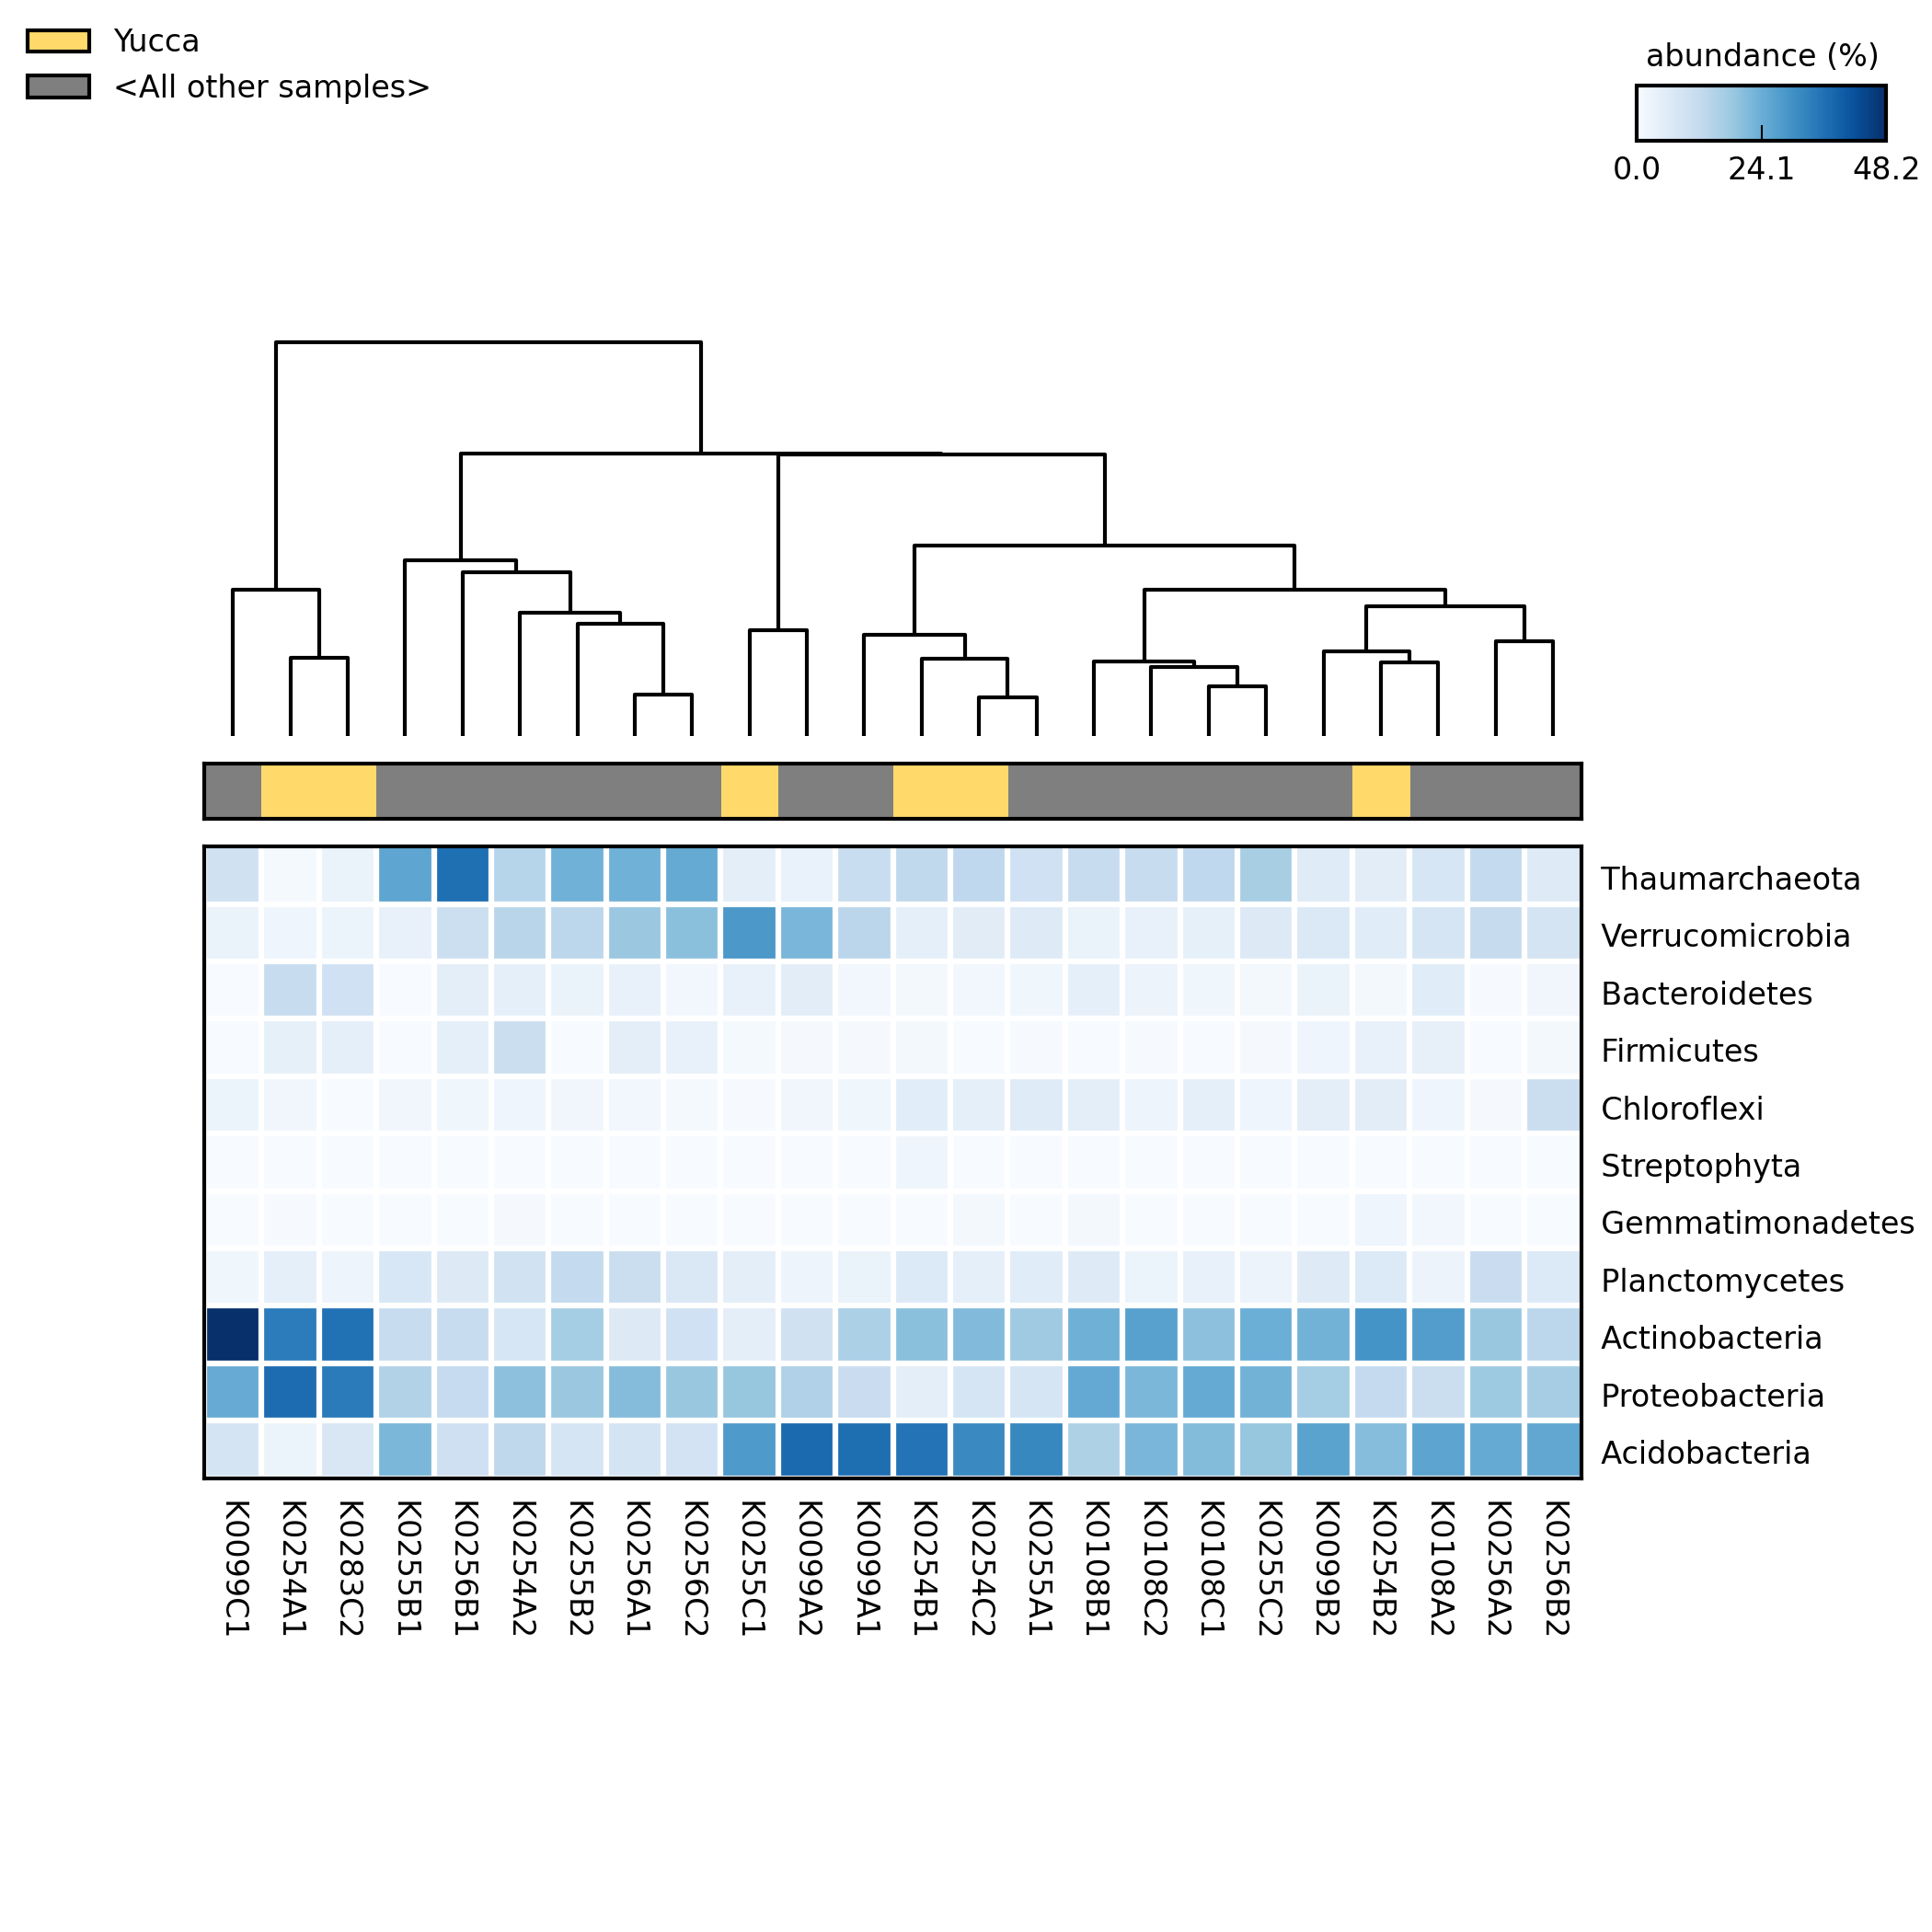 Yucca
<All other samples>
abundance (%)
0.0 24.1 48.2
Thaumarchaeota
Verrucomicrobia
Bacteroidetes
Firmicutes
Chloroflexi
Streptophyta
Gemmatimonadetes
Planctomycetes
Actinobacteria
Proteobacteria
Acidobacteria
K0099C1
K0254A1
K0283C2
K0255B1
K0256B1
K0254A2
K0255B2
K0256A1
K0256C2
K0255C1
K0099A2
K0099A1
K0254B1
K0254C2
K0255A1
K0108B1
K0108C2
K0108C1
K0255C2
K0099B2
K0254B2
K0108A2
K0256A2
K0256B2